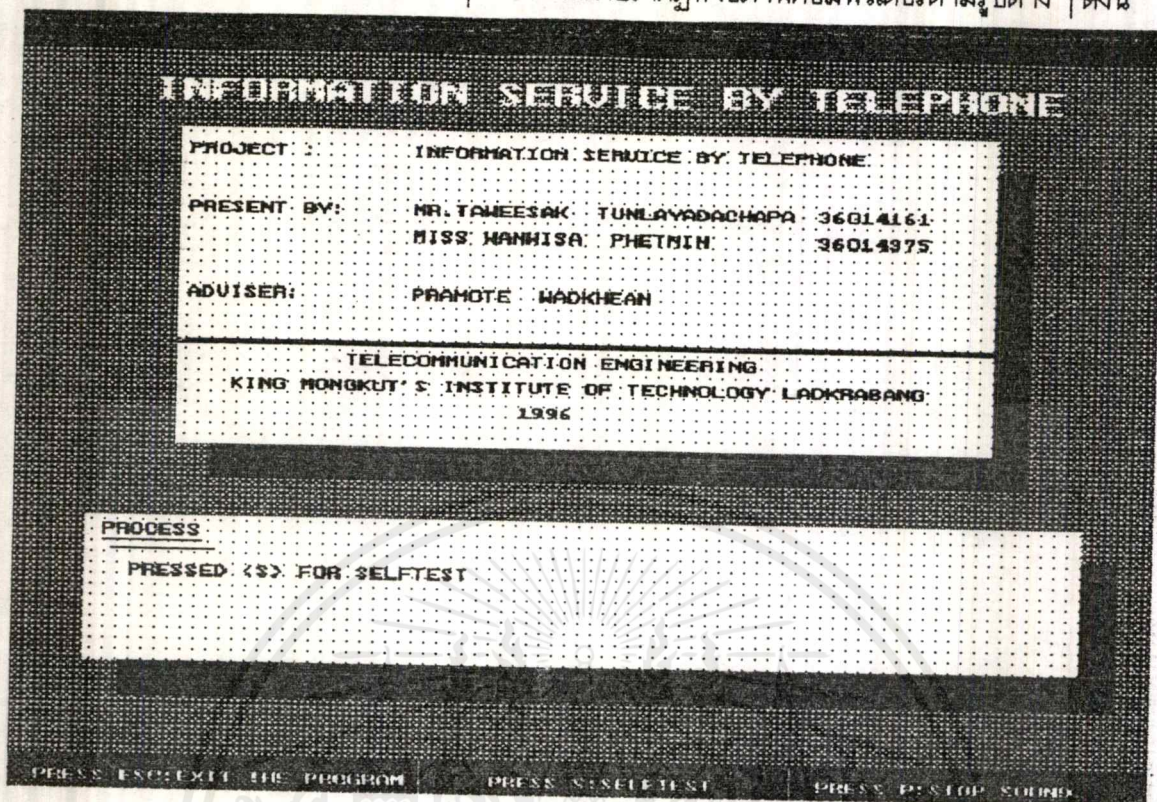 INFORMATION SERVICE BY TELEPHONE
PROJECT : INFORMATION SERVICE BY TELEPHONE
PRESENT BY: MR.TAWEESAK TUNLAYADACHAPA 36014161
MISS WANWISA PHETNIN 36014375
ADVISER: PRAMOTE WADKHEAN
TELECOMMUNICATION ENGINEERING
KING MONGKUT'S INSTITUTE OF TECHNOLOGY LADKRABANG
1996
PROCESS
PRESSED <S> FOR SELFTEST
PRESS ESC:EXIT THE PROGRAM PRESS S:SELFTEST PRESS P:STOP SOUND